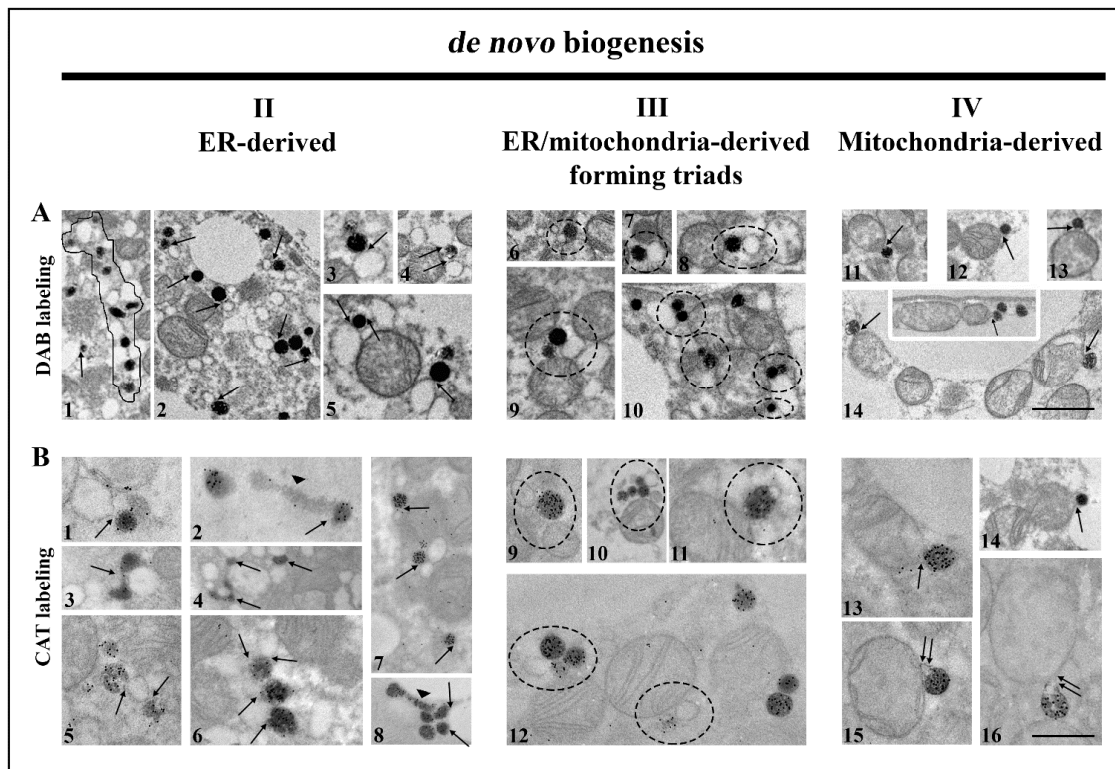 de novo biogenesis
II
ER-derived
III
ER/mitochondria-derived
forming triads
IV
Mitochondria-derived
A
DAB labeling
1
2
3
4
5
6
7
8
9
10
11
12
13
14
B
CAT labeling
1
2
3
4
5
6
7
8
9
10
11
12
13
14
15
16